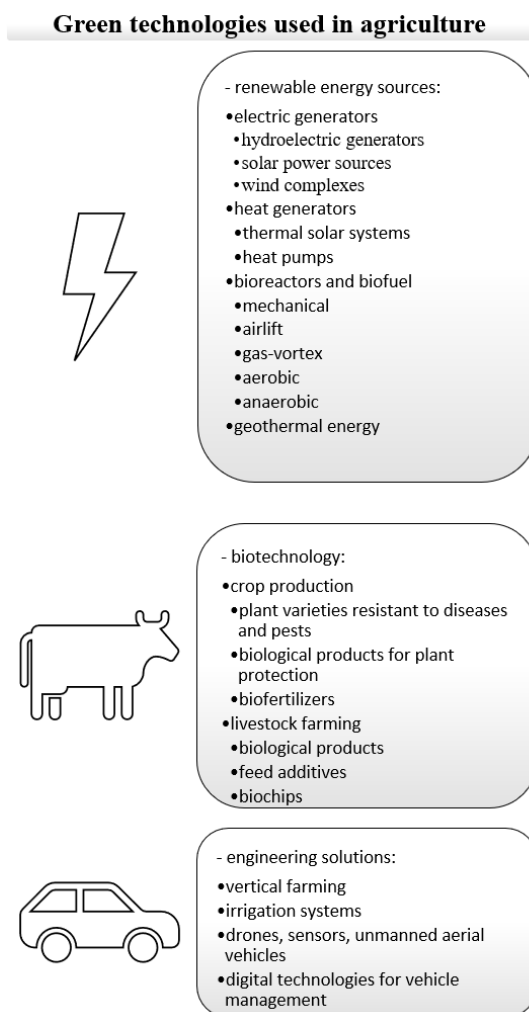 Green technologies used in agriculture
- renewable energy sources:
•electric generators
•hydroelectric generators
•solar power sources
•wind complexes
•heat generators
•thermal solar systems
•heat pumps
•bioreactors and biofuel
•mechanical
•airlift
•gas-vortex
•aerobic
•anaerobic
•geothermal energy
- biotechnology:
•crop production
•plant varieties resistant to diseases
and pests
•biological products for plant
protection
•biofertilizers
•livestock farming
•biological products
•feed additives
•biochips
- engineering solutions:
•vertical farming
•irrigation systems
•drones, sensors, unmanned aerial
vehicles
•digital technologies for vehicle
management